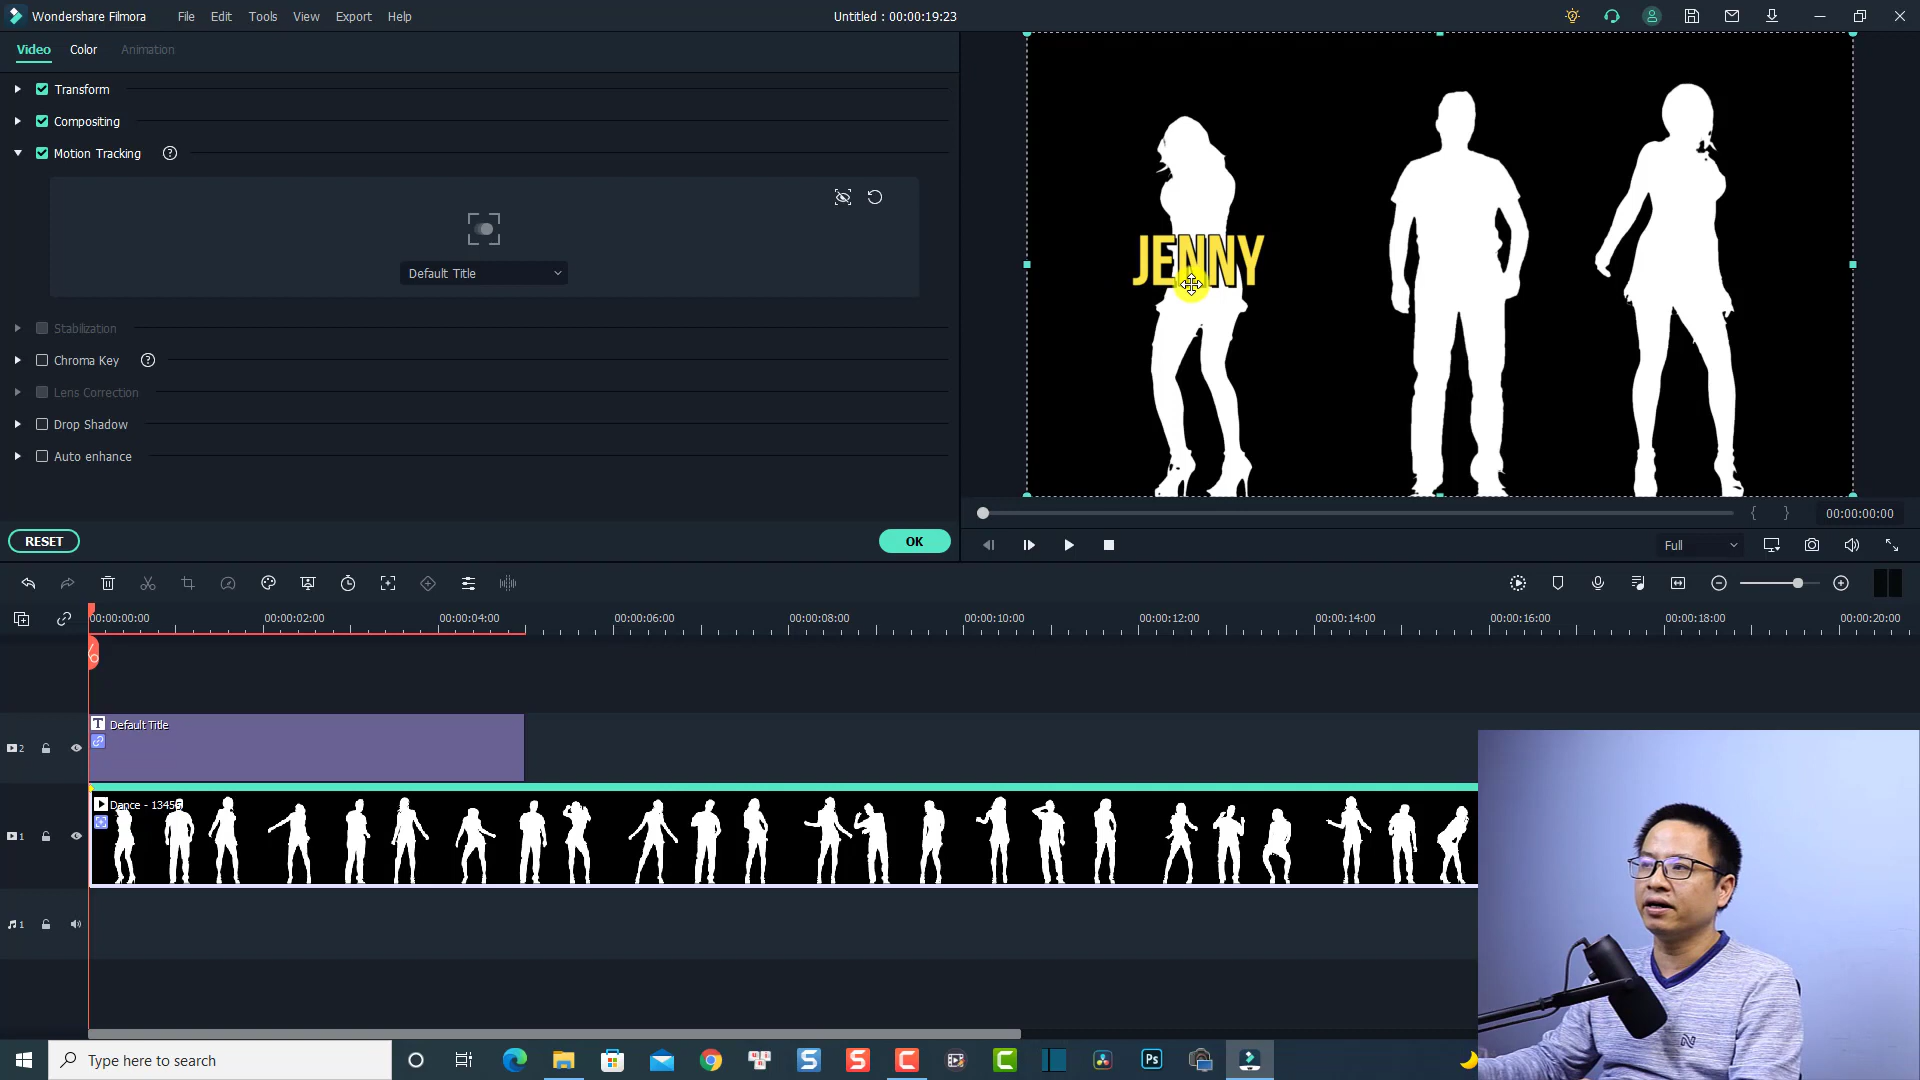 Wondershare Filmora File Edit Tools View Export Help Untitled : 00:00:19:23
Video Color Animation
Transform
Compositing
Motion Tracking
Default Title
Stabilization
Chroma Key
Lens Correction
Drop Shadow
Auto enhance
RESET OK
JENNY
00:00:00:00
Full
00:00:00:00 00:00:02:00 00:00:04:00 00:00:06:00 00:00:08:00 00:00:10:00 00:00:12:00 00:00:14:00 00:00:16:00 00:00:18:00 00:00:20:00
T Default Title
2
Dance - 13456
1
1
Type here to search
S S C C Ps
N